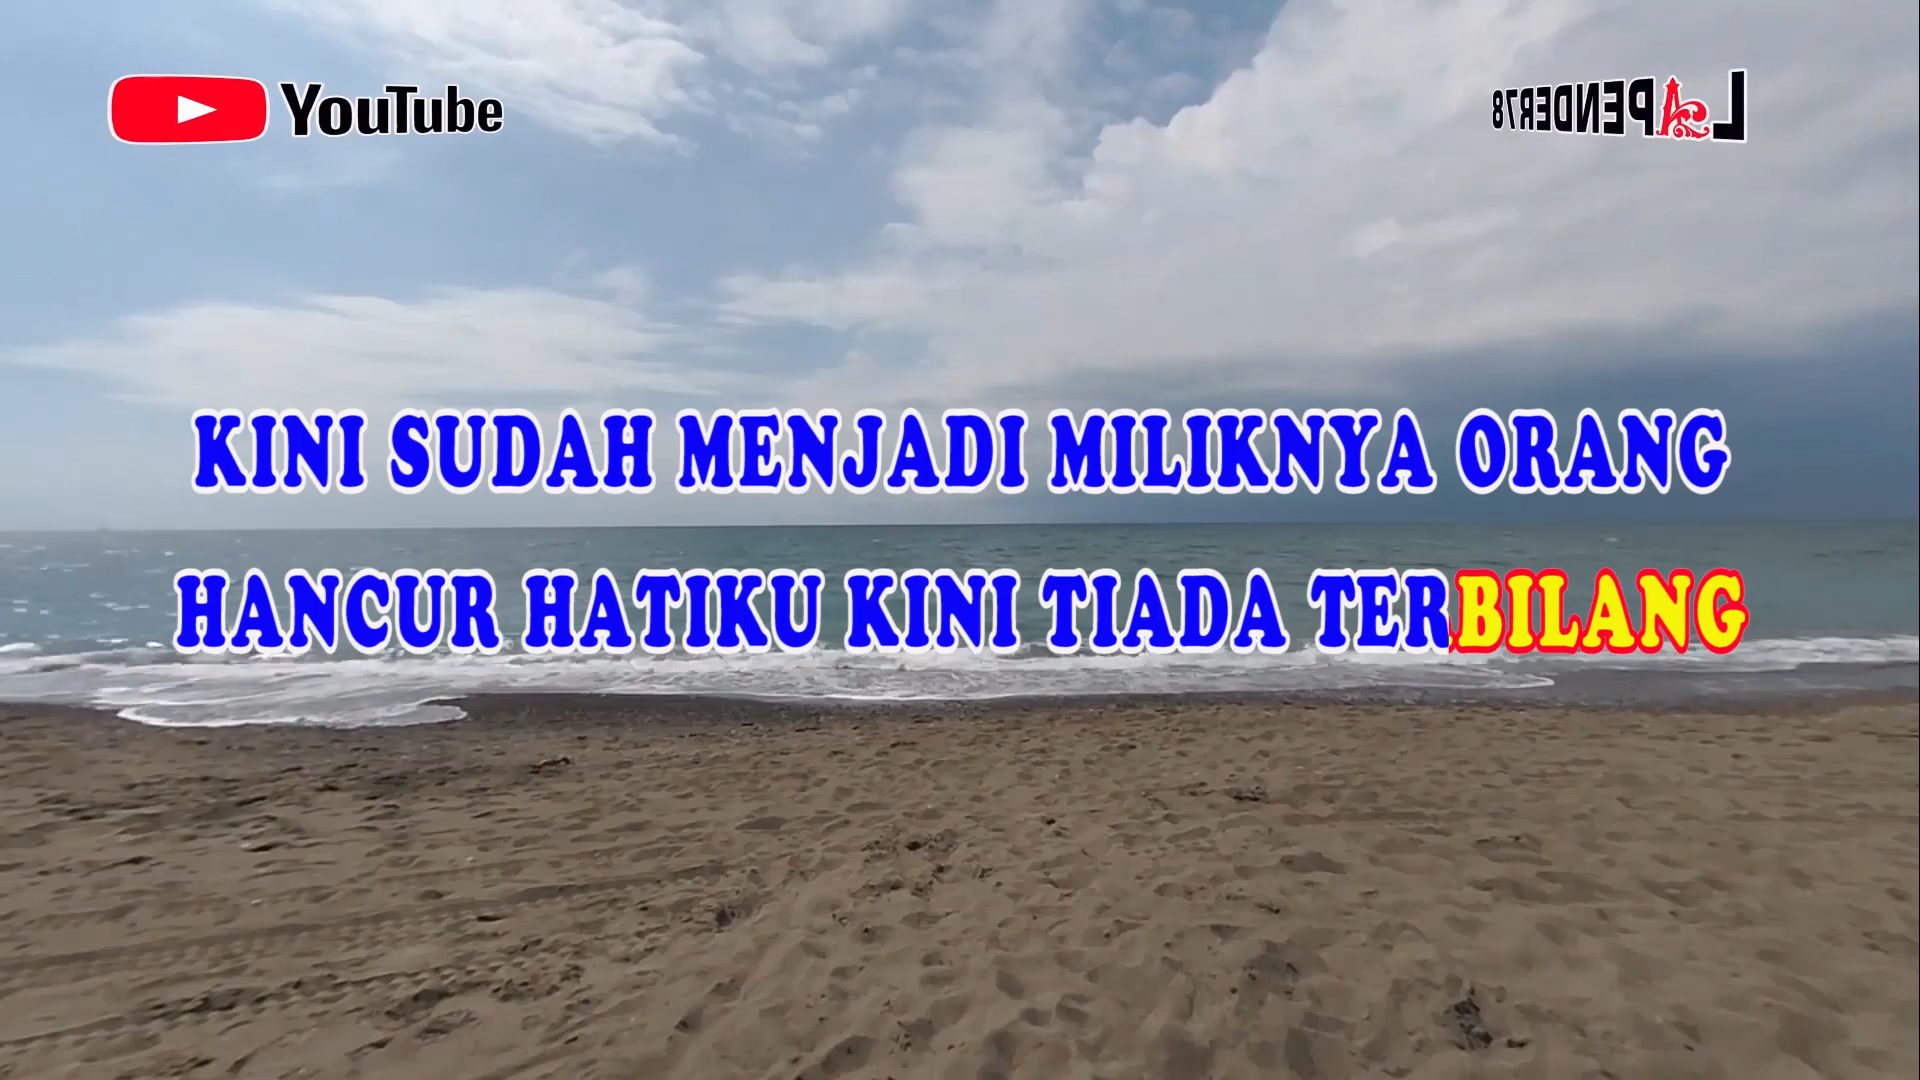 YouTube
LAPENDER78
KINI SUDAH MENJADI MILIKNYA ORANG
HANCUR HATIKU KINI TIADA TERBILANG